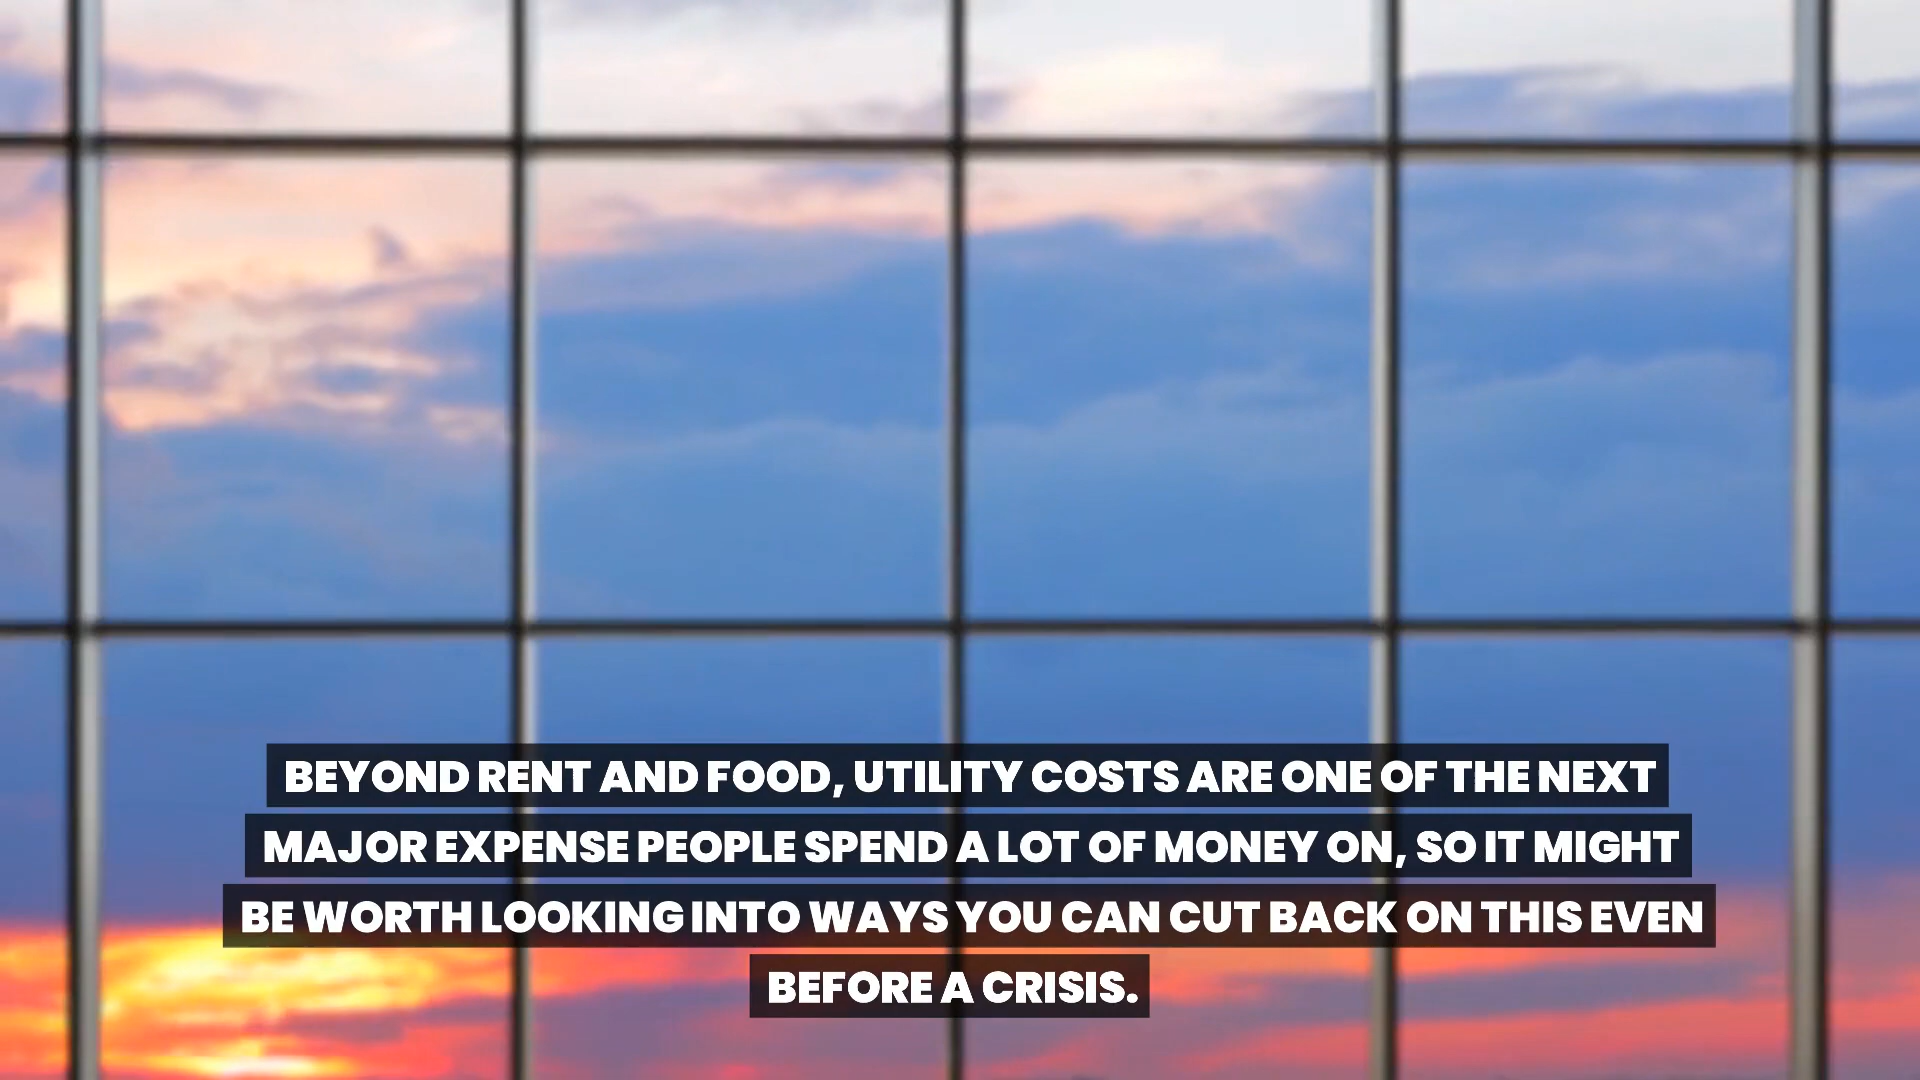 BEYOND RENT AND FOOD, UTILITY COSTS ARE ONE OF THE NEXT
MAJOR EXPENSE PEOPLE SPEND A LOT OF MONEY ON, SO IT MIGHT
BE WORTH LOOKING INTO WAYS YOU CAN CUT BACK ON THIS EVEN
BEFORE A CRISIS.